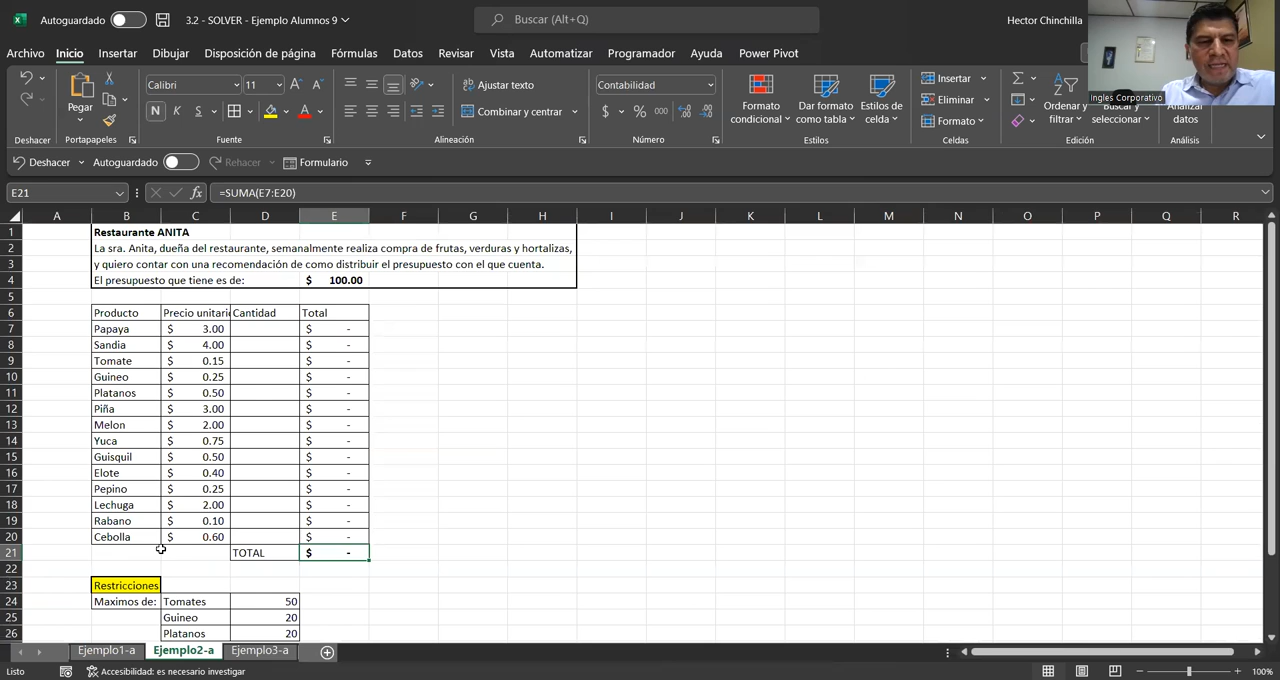 Autoguardado
3.2 - SOLVER - Ejemplo Alumnos 9
Buscar (Alt+Q)
Hector Chinchilla
Archivo Inicio Insertar Dibujar Disposición de página Fórmulas Datos Revisar Vista Automatizar Programador Ayuda Power Pivot
Pegar
Calibri 11
N K S
Ajustar texto
Combinar y centrar
Contabilidad
$ % 000
Formato condicional
Dar formato como tabla
Estilos de celda
Insertar
Eliminar
Formato
Ordenar y filtrar
Buscar y seleccionar
Analizar datos
Ingles Corporativo
Deshacer Portapapeles Fuente Alineación Número Estilos Celdas Edición Análisis
Deshacer Autoguardado Rehacer Formulario
E21 fx =SUMA(E7:E20)
A B C D E F G H I J K L M N O P Q R
1 Restaurante ANITA
2 La sra. Anita, dueña del restaurante, semanalmente realiza compra de frutas, verduras y hortalizas,
3 y quiero contar con una recomendación de como distribuir el presupuesto con el que cuenta.
4 El presupuesto que tiene es de: $ 100.00
5
6 Producto Precio unitari Cantidad Total
7 Papaya $ 3.00 $ -
8 Sandia $ 4.00 $ -
9 Tomate $ 0.15 $ -
10 Guineo $ 0.25 $ -
11 Platanos $ 0.50 $ -
12 Piña $ 3.00 $ -
13 Melon $ 2.00 $ -
14 Yuca $ 0.75 $ -
15 Guisquil $ 0.50 $ -
16 Elote $ 0.40 $ -
17 Pepino $ 0.25 $ -
18 Lechuga $ 2.00 $ -
19 Rabano $ 0.10 $ -
20 Cebolla $ 0.60 $ -
21 TOTAL $ -
22
23 Restricciones
24 Maximos de: Tomates 50
25 Guineo 20
26 Platanos 20
Ejemplo1-a Ejemplo2-a Ejemplo3-a
Listo Accesibilidad: es necesario investigar 100%